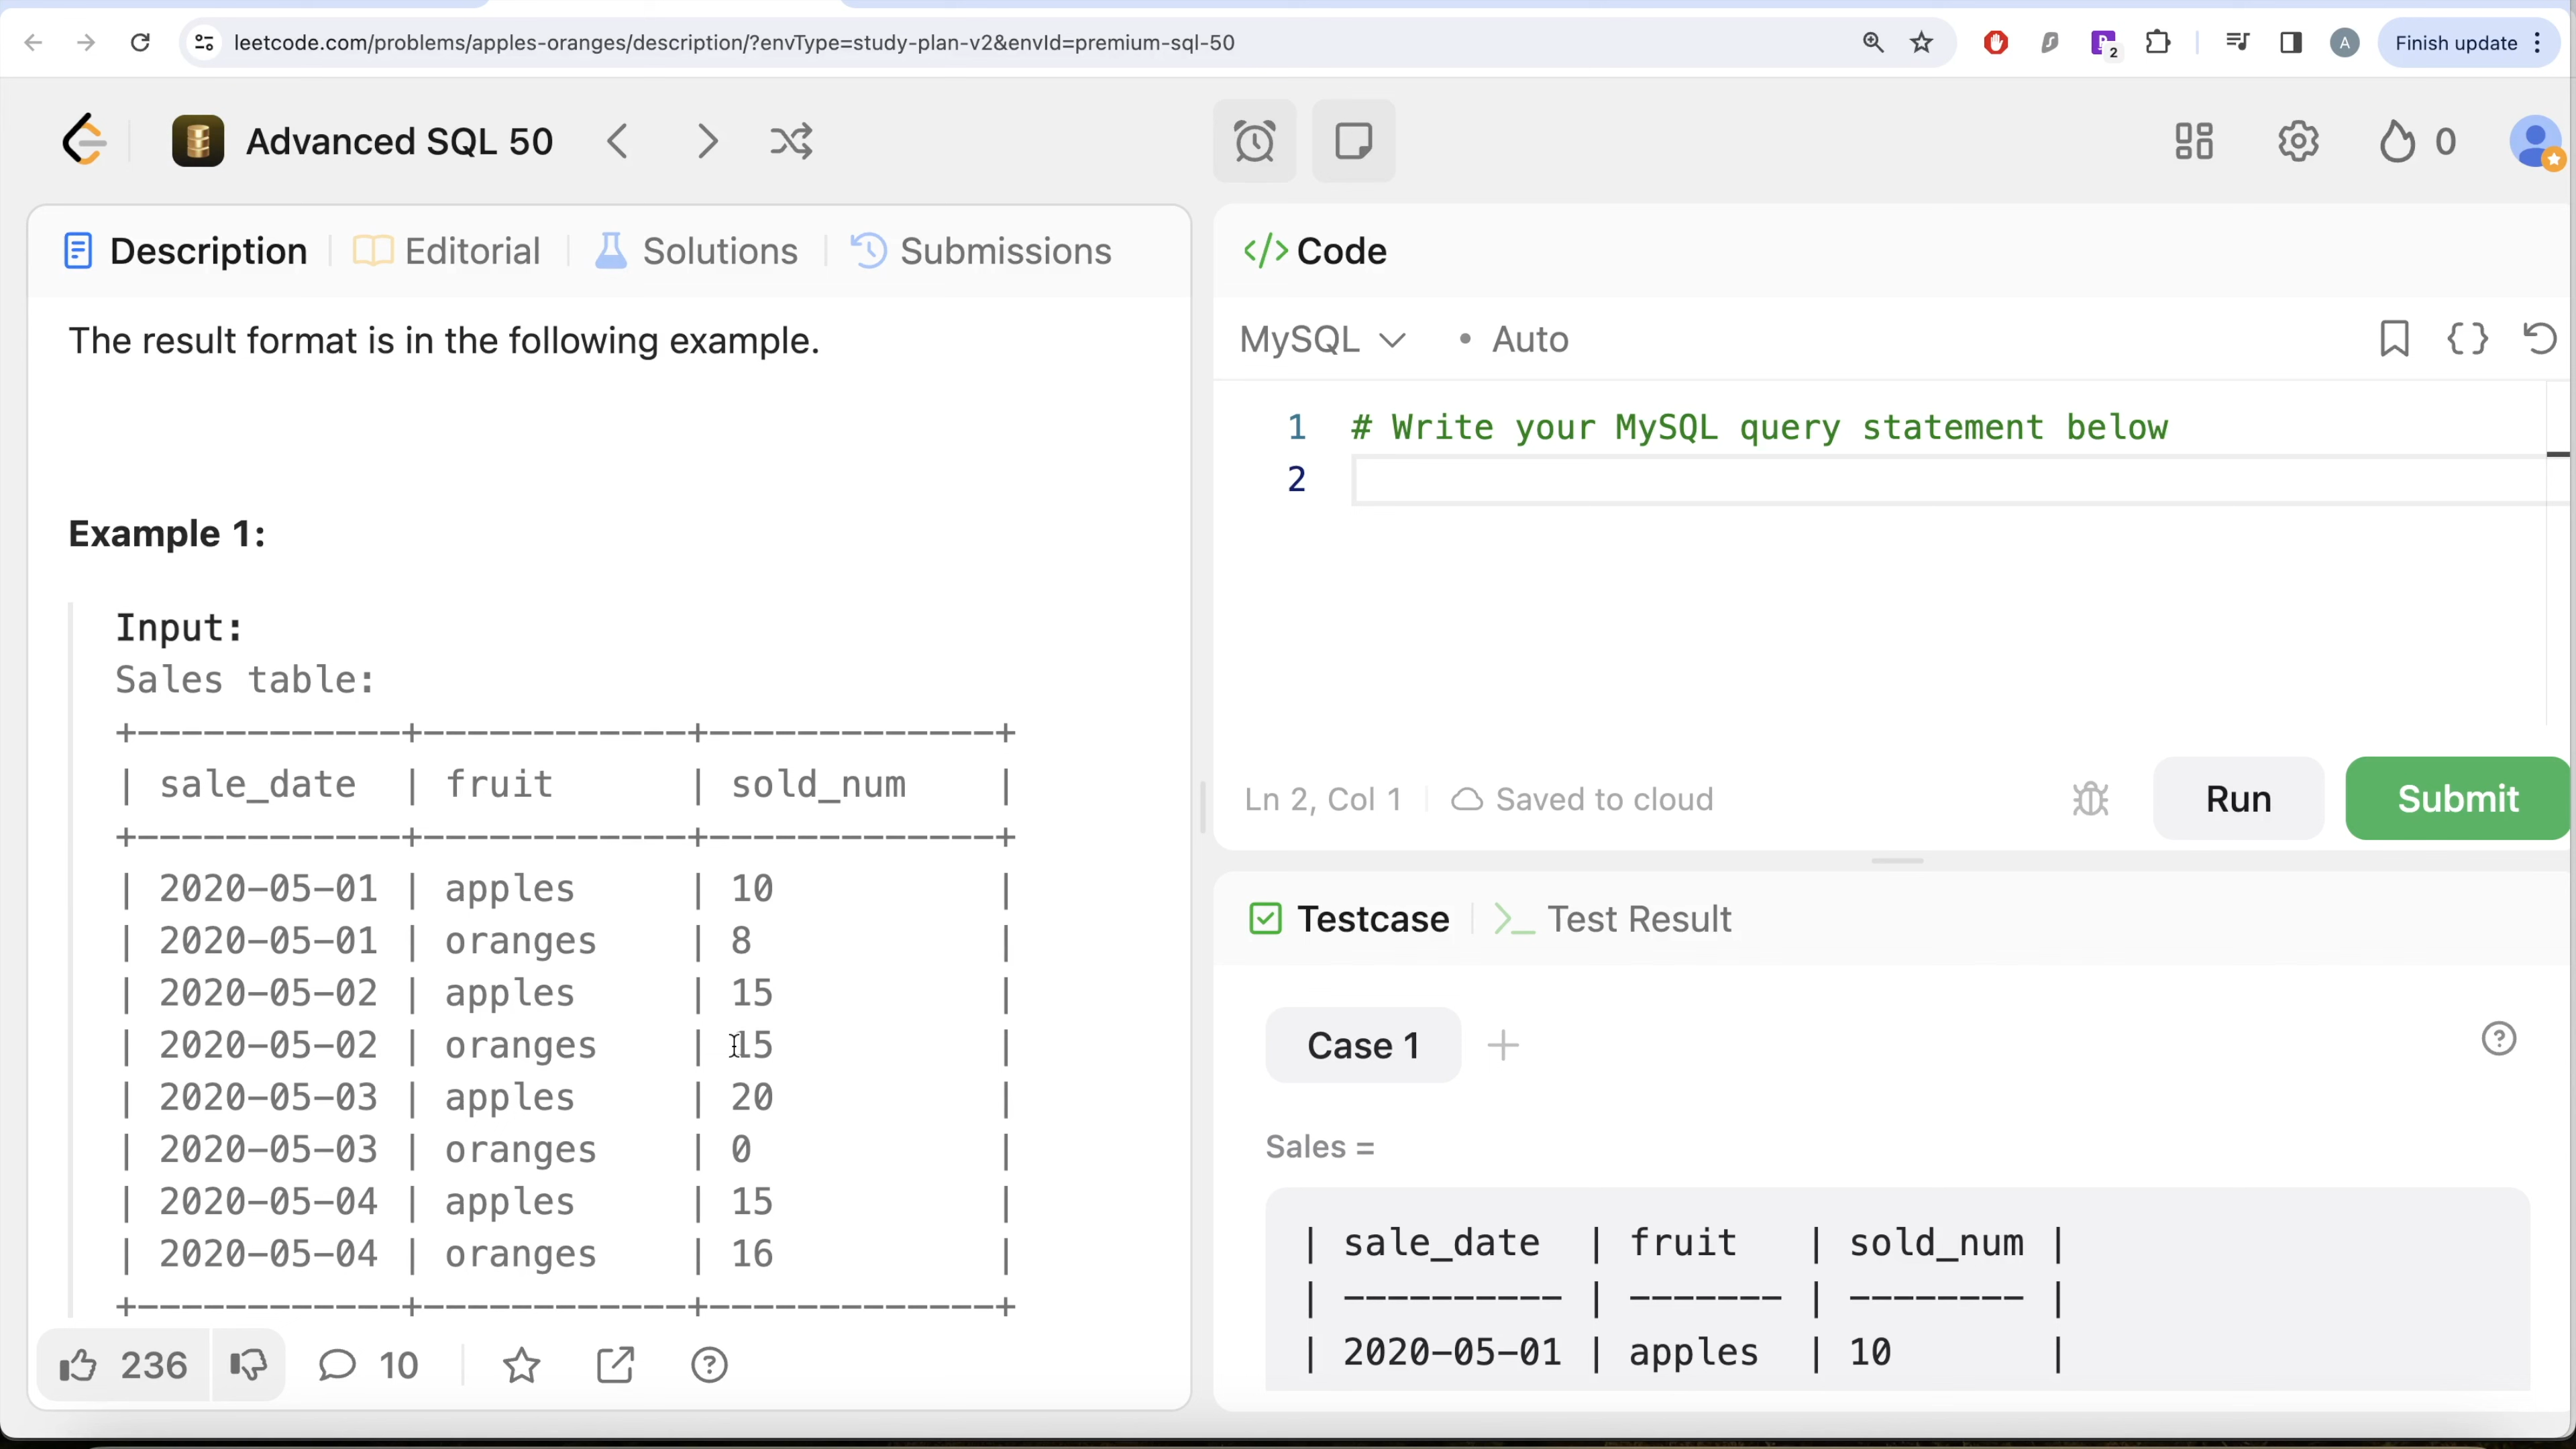 leetcode.com/problems/apples-oranges/description/?envType=study-plan-v2&envId=premium-sql-50
2
A
Finish update
Advanced SQL 50
0
Description
Editorial
Solutions
Submissions
The result format is in the following example.
Example 1:
Input:
Sales table:
+------------+------------+-------------+
| sale_date | fruit | sold_num |
+------------+------------+-------------+
| 2020-05-01 | apples | 10 |
| 2020-05-01 | oranges | 8 |
| 2020-05-02 | apples | 15 |
| 2020-05-02 | oranges | 15 |
| 2020-05-03 | apples | 20 |
| 2020-05-03 | oranges | 0 |
| 2020-05-04 | apples | 15 |
| 2020-05-04 | oranges | 16 |
+------------+------------+-------------+
236
10
</> Code
MySQL
• Auto
1 # Write your MySQL query statement below
2
Ln 2, Col 1
Saved to cloud
Run
Submit
Testcase
>_ Test Result
Case 1
+
Sales =
| sale_date | fruit | sold_num |
| ---------- | ------- | -------- |
| 2020-05-01 | apples | 10 |